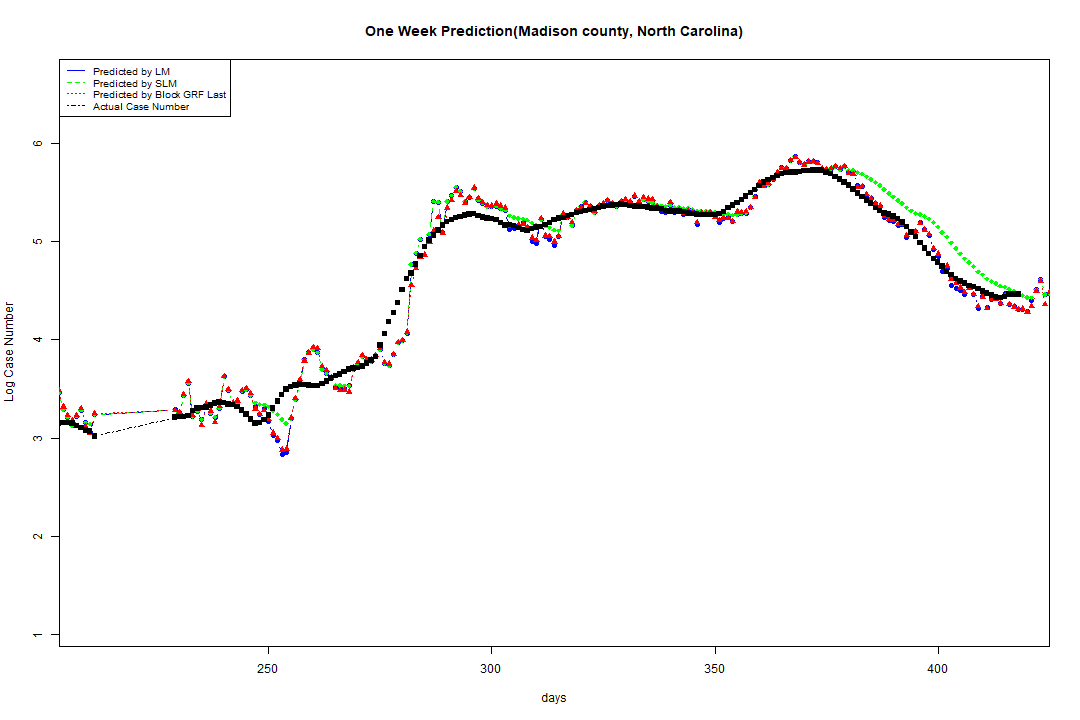 One Week Prediction(Madison county, North Carolina)
Predicted by LM
Predicted by SLM
Predicted by Block GRF Last
Actual Case Number
Log Case Number
6
5
4
3
2
1
250 300 350 400
days